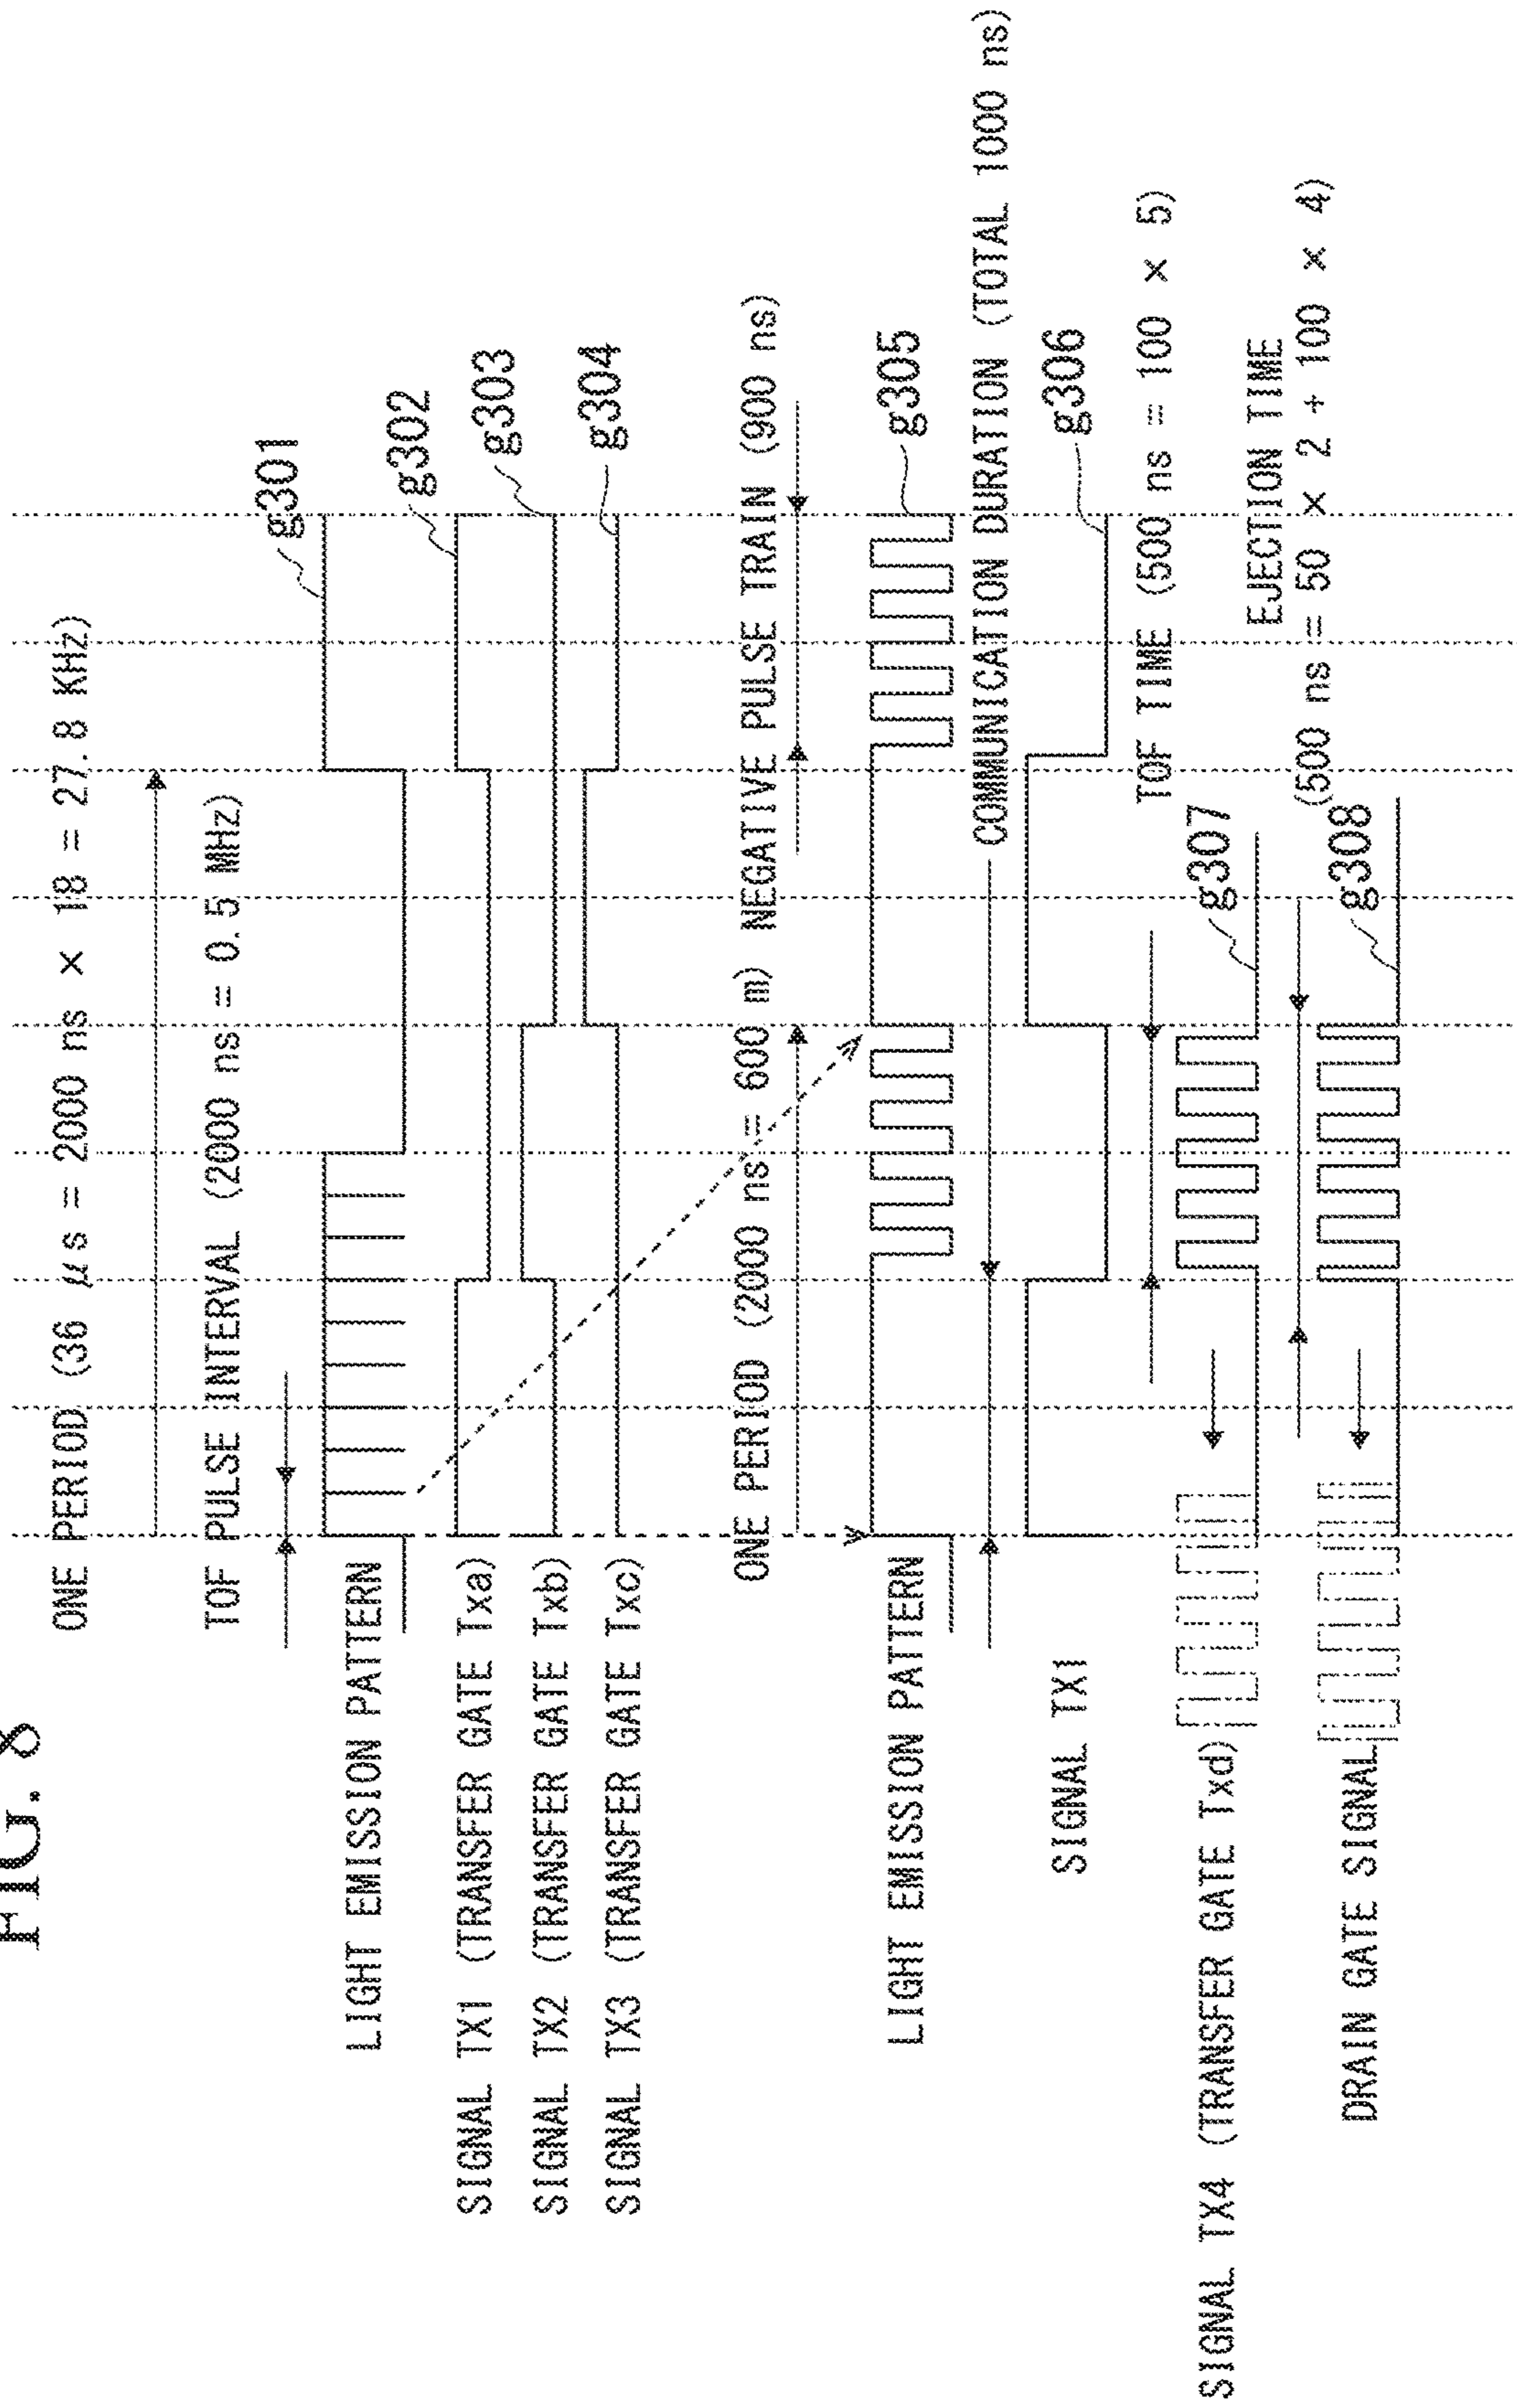 FIG. 8
ONE PERIOD (36 μs = 2000 ns × 18 = 27.8 KHz)
TOF PULSE INTERVAL (2000 ns = 0.5 MHz)
g301
LIGHT EMISSION PATTERN
g302
SIGNAL TX1 (TRANSFER GATE Txa)
g303
SIGNAL TX2 (TRANSFER GATE Txb)
g304
SIGNAL TX3 (TRANSFER GATE Txc)
ONE PERIOD (2000 ns = 600 m) NEGATIVE PULSE TRAIN (900 ns)
g305
LIGHT EMISSION PATTERN
COMMUNICATION DURATION (TOTAL 1000 ns)
g306
SIGNAL TX1
TOF TIME (500 ns = 100 × 5)
g307
SIGNAL TX4 (TRANSFER GATE Txd)
EJECTION TIME
(500 ns = 50 × 2 + 100 × 4)
g308
DRAIN GATE SIGNAL